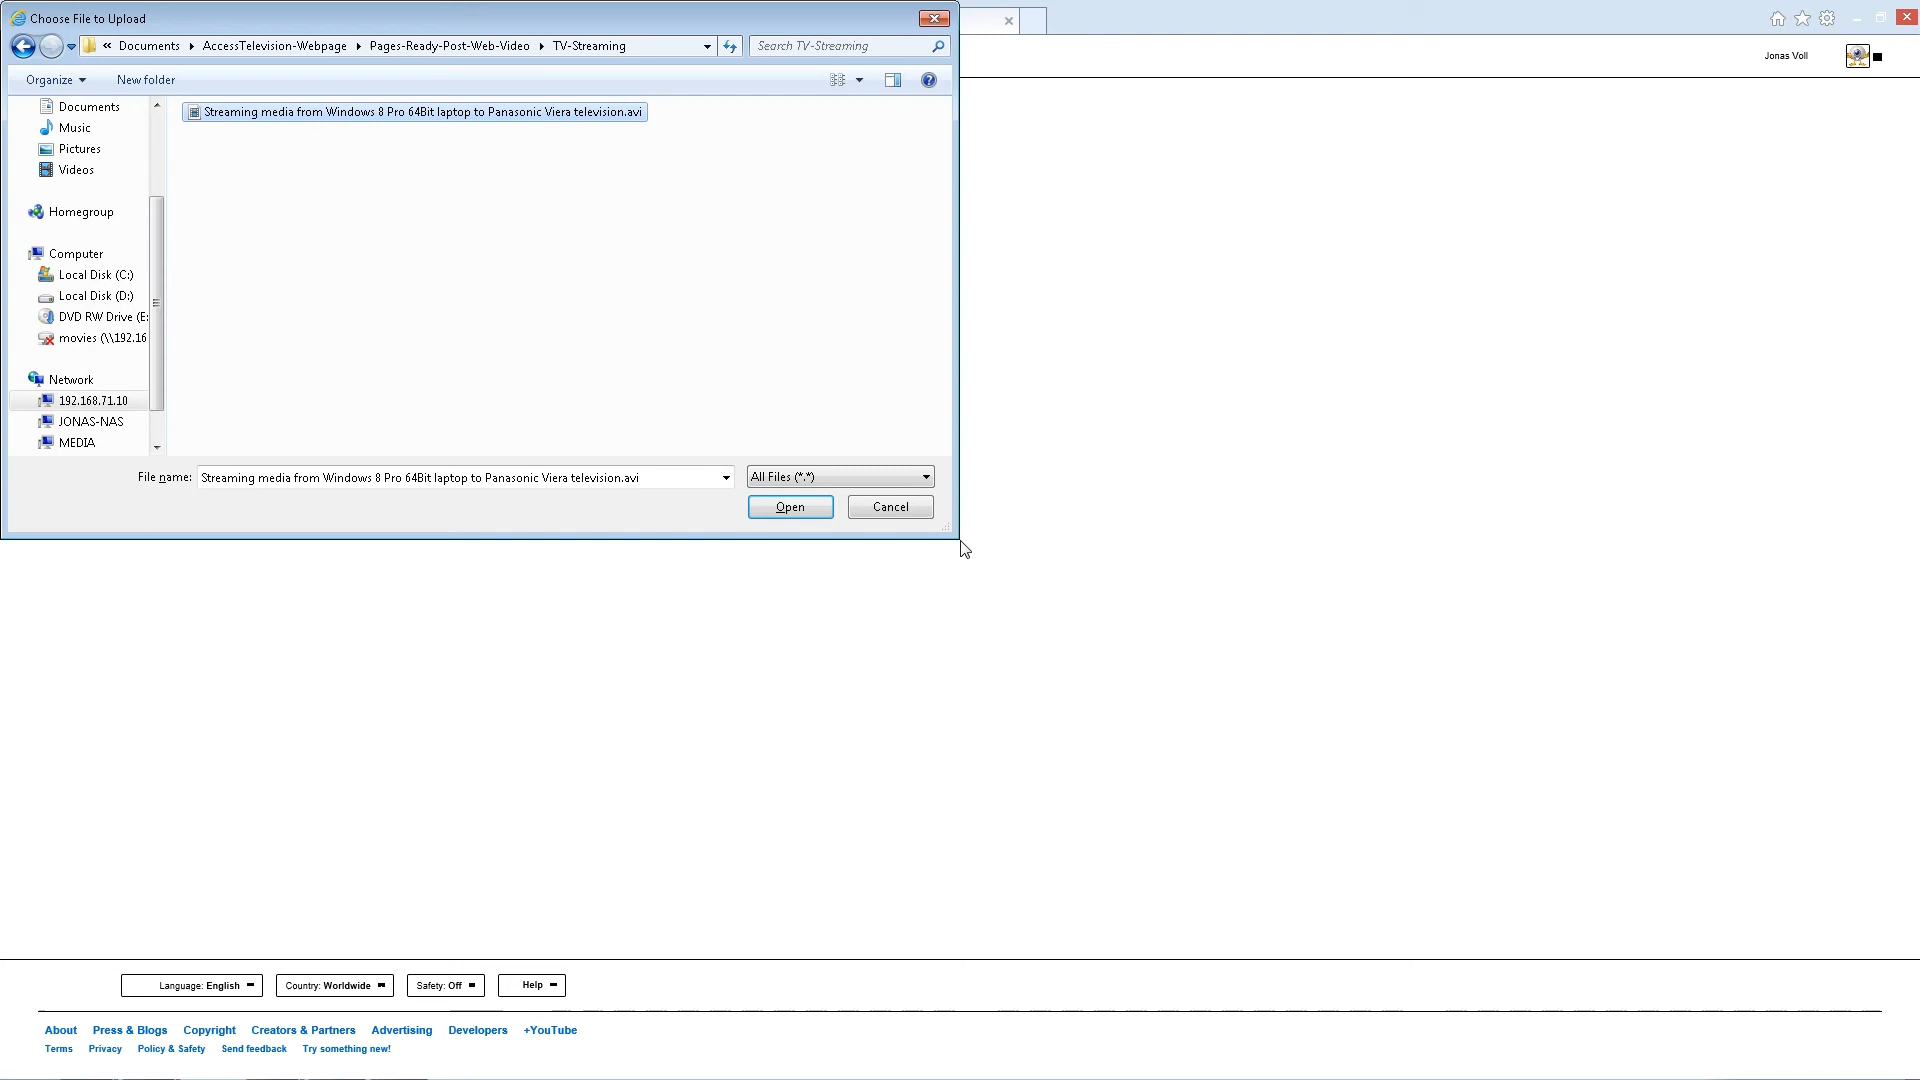 Choose File to Upload
« Documents AccessTelevision-Webpage Pages-Ready-Post-Web-Video TV-Streaming Search TV-Streaming
Jonas Voll
Organize New folder
Documents
Music
Pictures
Videos
Homegroup
Computer
Local Disk (C:)
Local Disk (D:)
DVD RW Drive (E:
movies (\\192.16
Network
192.168.71.10
JONAS-NAS
MEDIA
Streaming media from Windows 8 Pro 64Bit laptop to Panasonic Viera television.avi
File name: Streaming media from Windows 8 Pro 64Bit laptop to Panasonic Viera television.avi All Files (*.*)
Open Cancel
Language: English Country: Worldwide Safety: Off Help
About Press & Blogs Copyright Creators & Partners Advertising Developers +YouTube
Terms Privacy Policy & Safety Send feedback Try something new!